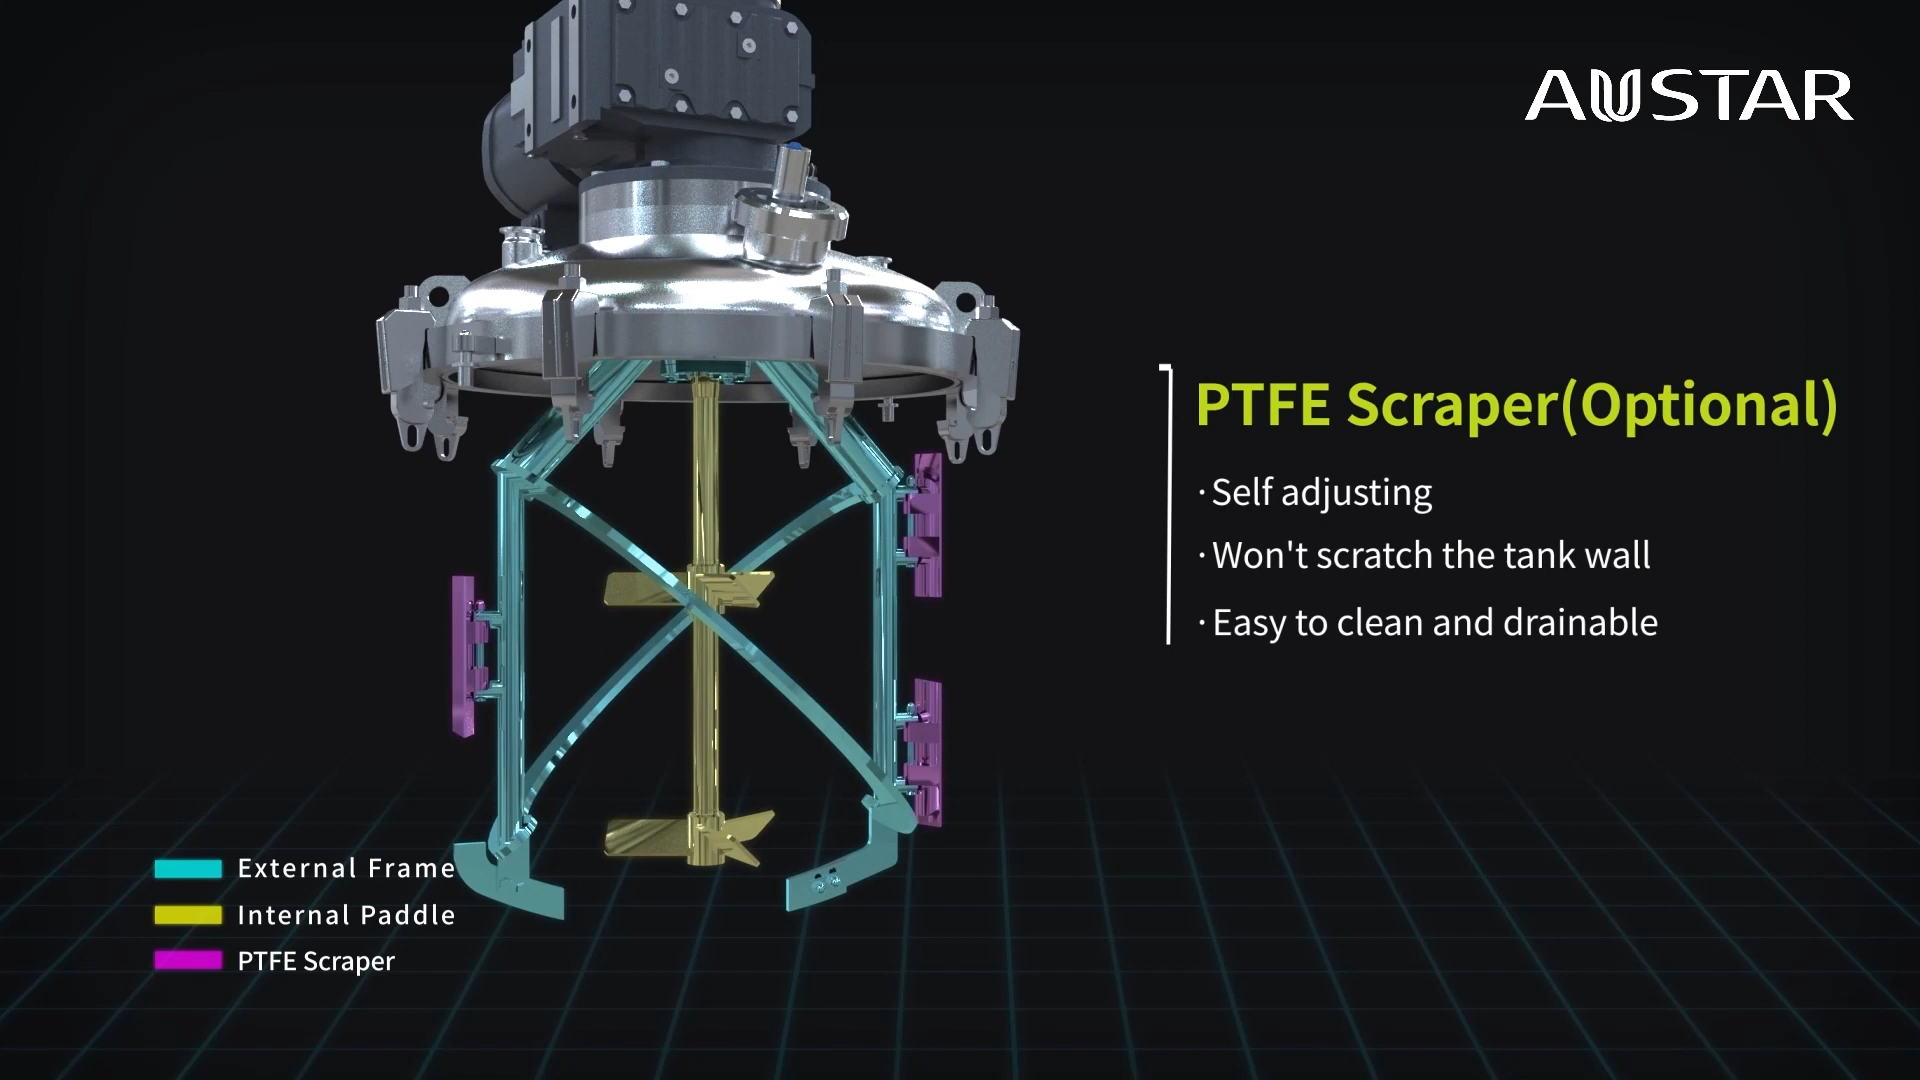 AUSTAR
PTFE Scraper(Optional)
·Self adjusting
·Won't scratch the tank wall
·Easy to clean and drainable
External Frame
Internal Paddle
PTFE Scraper